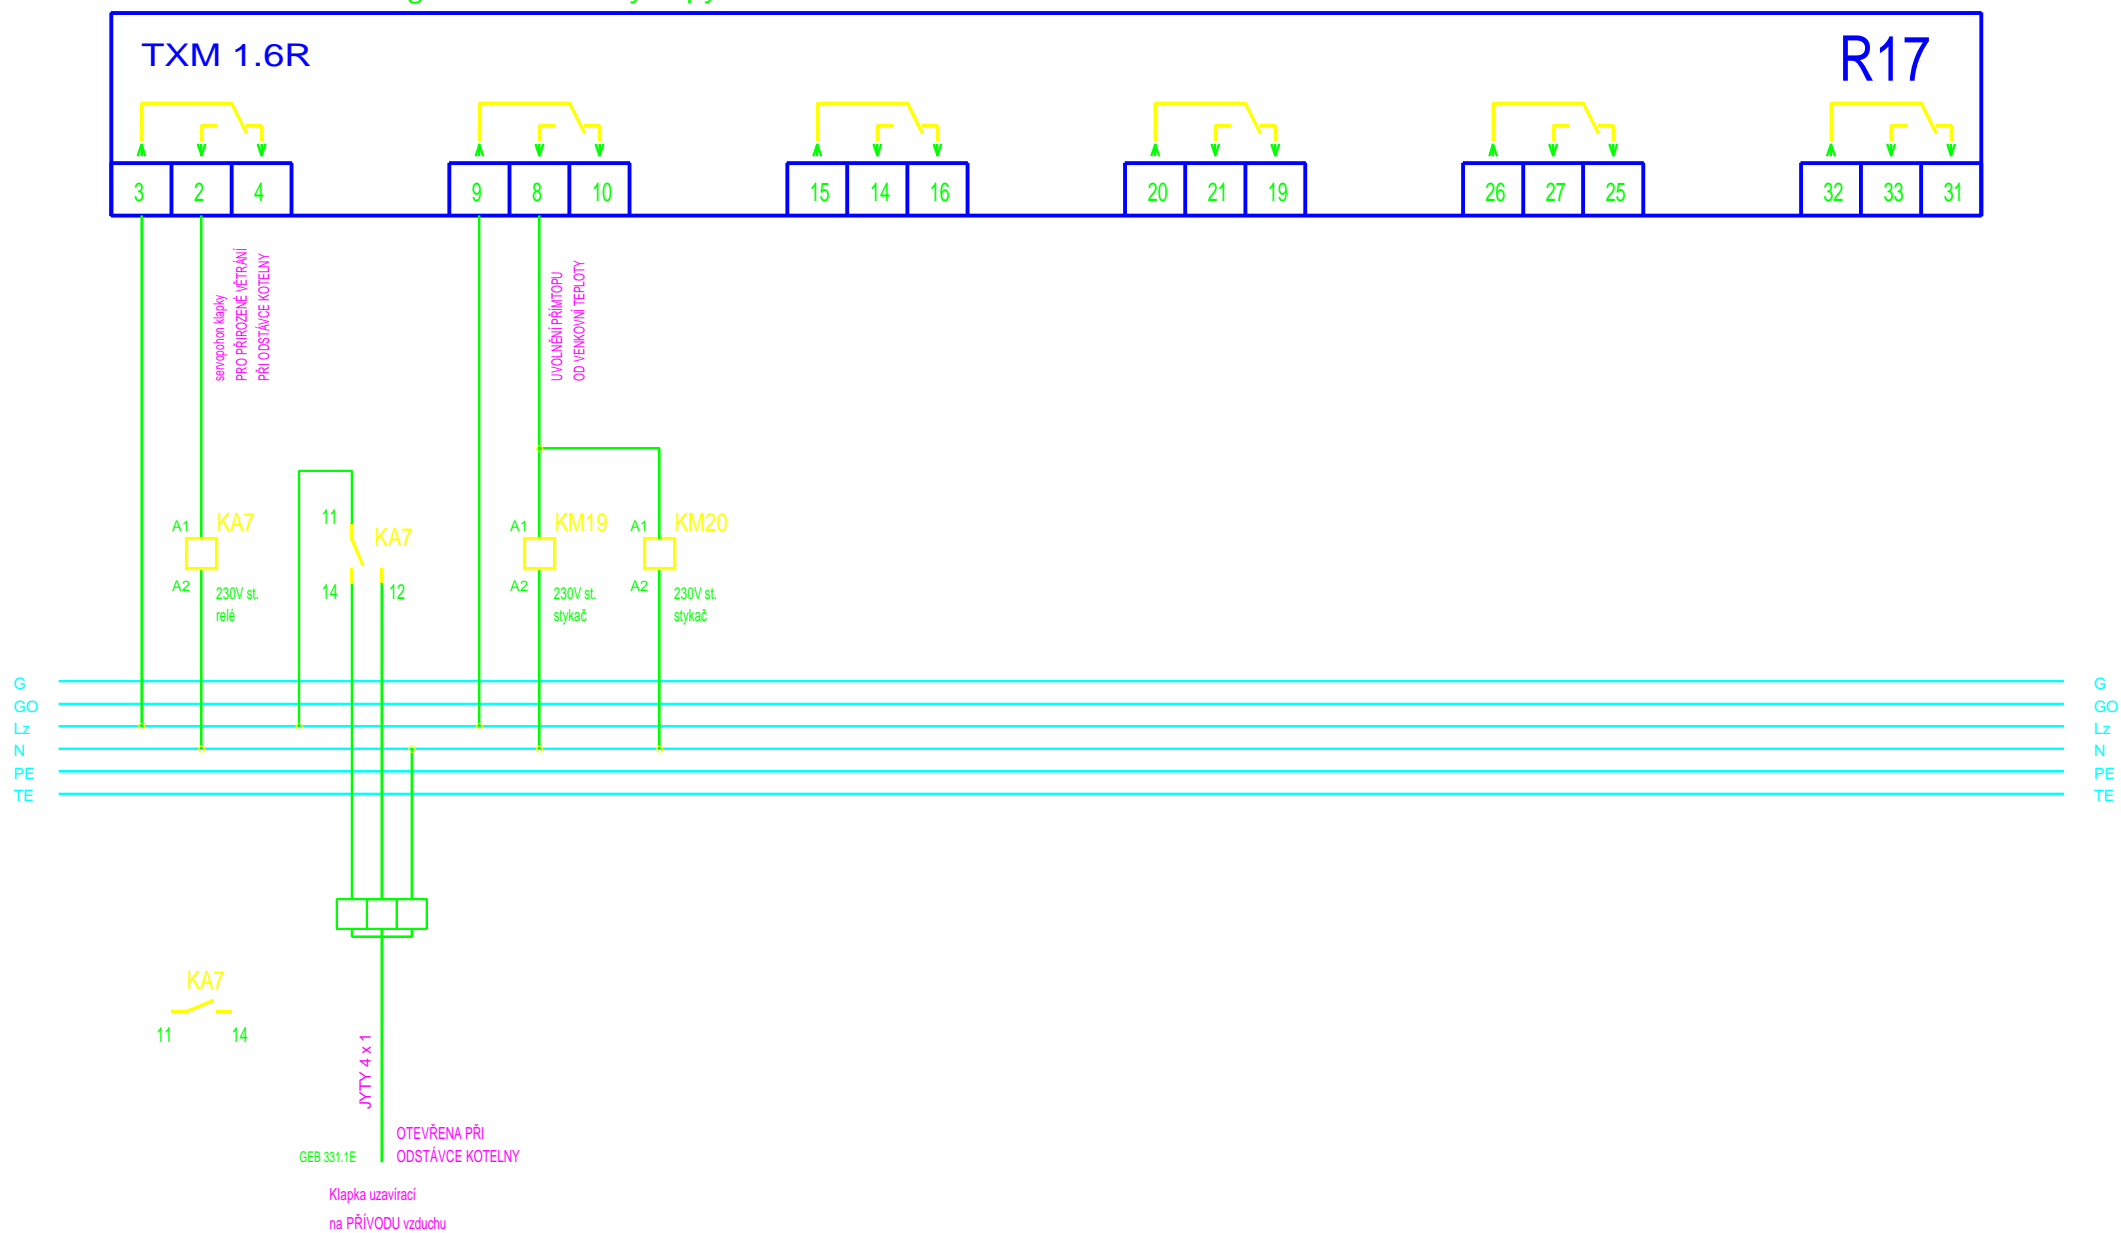 TXM 1.6R
R17
3 2 4 9 8 10 15 14 16 20 21 19 26 27 25 32 33 31
servopohon klapky
PRO PŘIROZENÉ VĚTRÁNÍ
PŘI ODSTÁVCE KOTELNY
UVOLNĚNÍ PŘÍMTOPU
OD VENKOVNÍ TEPLOTY
A1 KA7
A2
230V st.
relé
11
KA7
14 12
A1 KM19
A2
230V st.
stykač
A1 KM20
A2
230V st.
stykač
G G
GO GO
Lz Lz
N N
PE PE
TE TE
KA7
11 14
JYTY 4 x 1
OTEVŘENA PŘI
GEB 331.1E ODSTÁVCE KOTELNY
Klapka uzavírací
na PŘÍVODU vzduchu